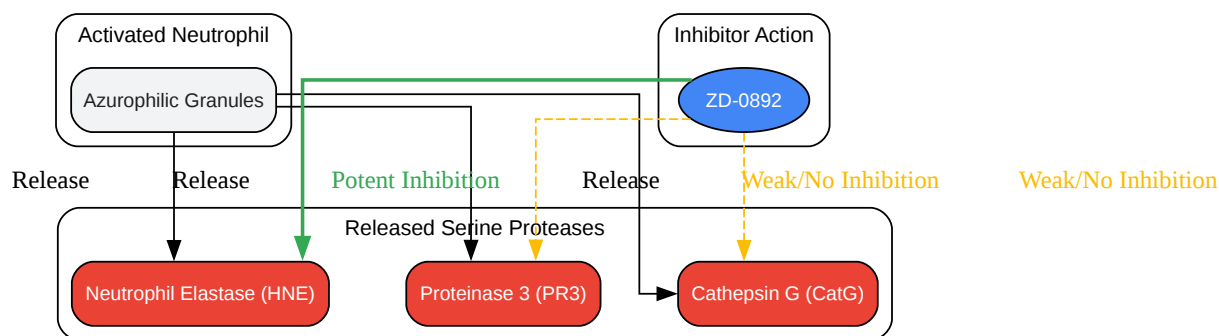 Activated Neutrophil
Inhibitor Action
Azurophilic Granules
ZD-0892
Release
Release
Potent Inhibition
Release
Weak/No Inhibition
Weak/No Inhibition
Released Serine Proteases
Neutrophil Elastase (HNE)
Proteinase 3 (PR3)
Cathepsin G (CatG)